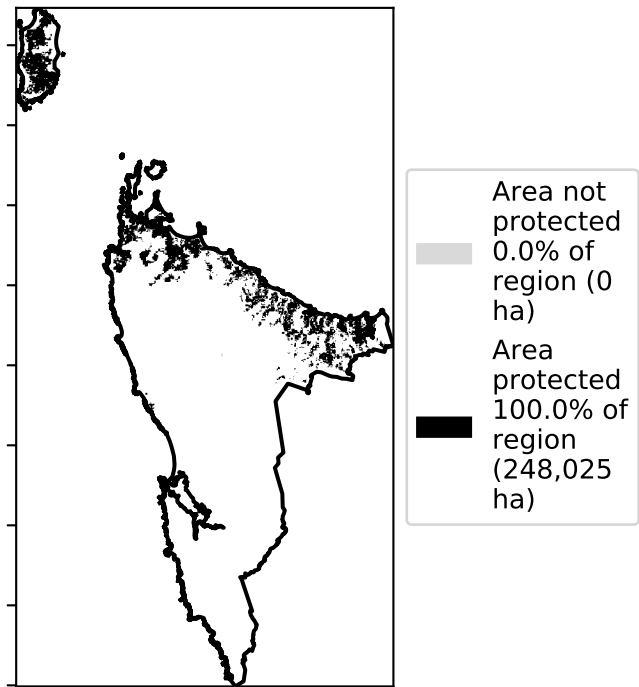 Area not
protected
0.0% of
region (0
ha)
Area
protected
100.0% of
region
(248,025
ha)